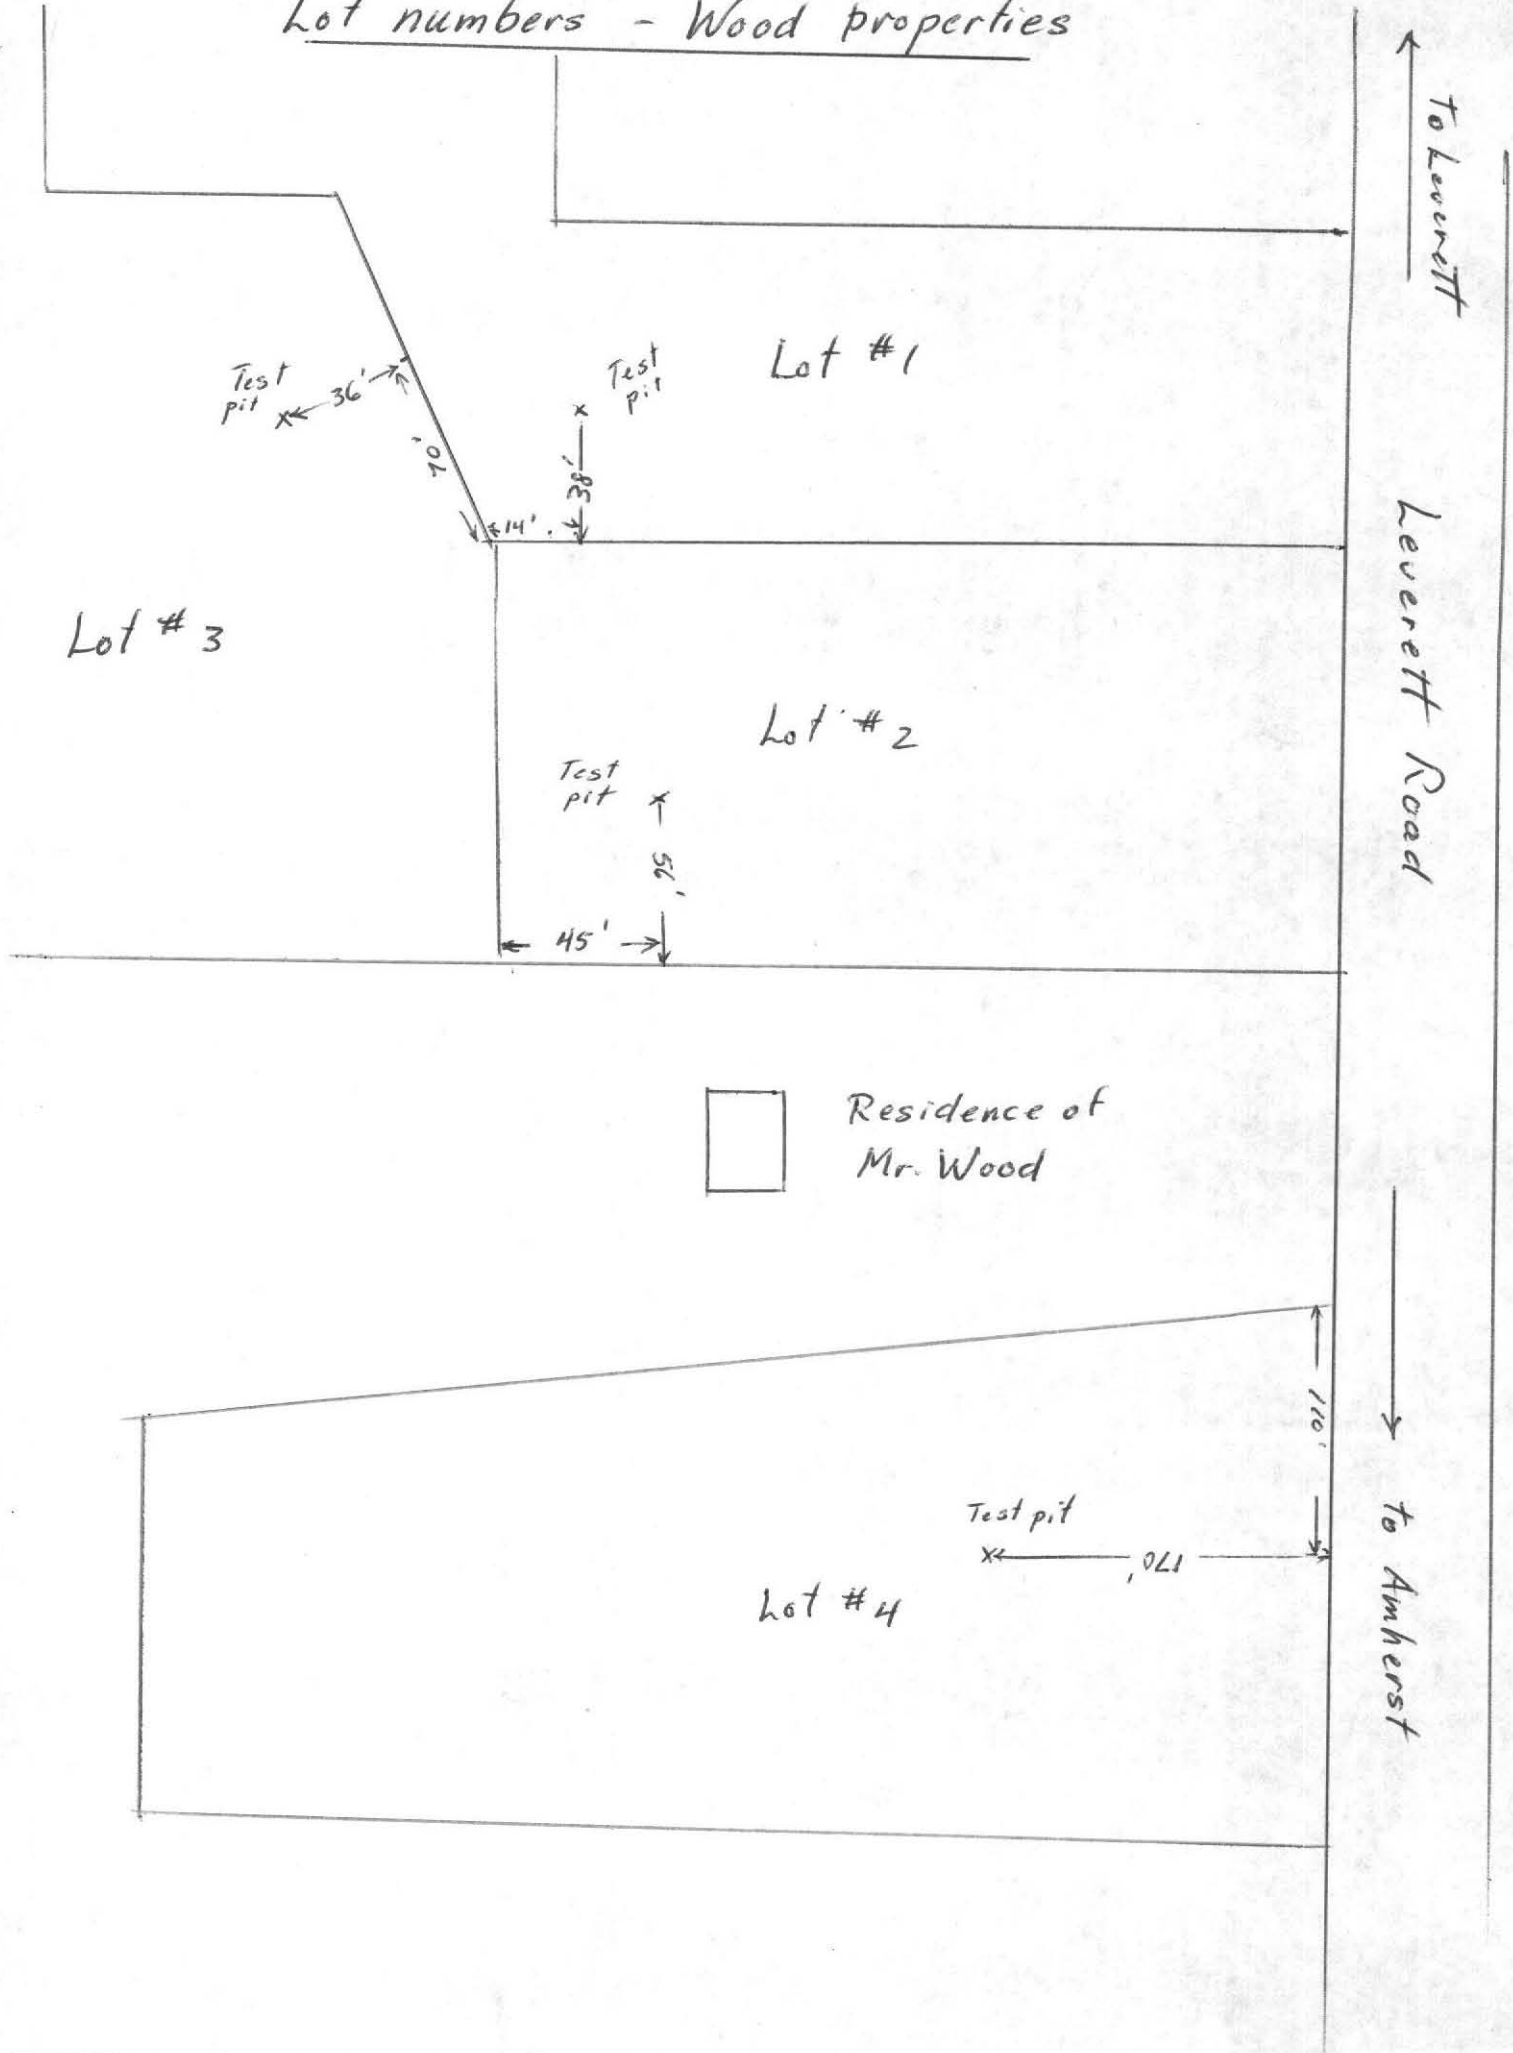 Lot numbers - Wood properties
To Leverett
Lot #1
Test
pit
38'
14'
Test
pit
36'
70'
Lot #3
Lot #2
Test
pit
56'
45'
Leverett Road
Residence of
Mr. Wood
110'
Test pit
170'
Lot #4
to Amherst